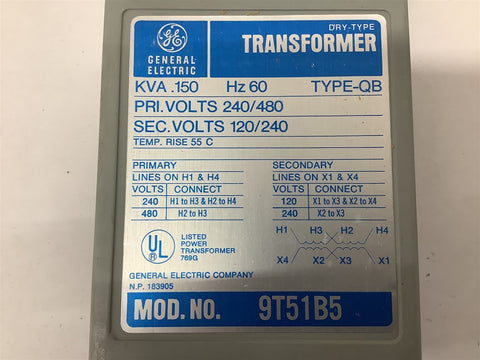 DRY-TYPE
GE
GENERAL ELECTRIC
TRANSFORMER
KVA .150 Hz 60 TYPE-QB
PRI. VOLTS 240/480
SEC. VOLTS 120/240
TEMP. RISE 55 C
PRIMARY
LINES ON H1 & H4
VOLTS CONNECT
240 H1 to H3 & H2 to H4
480 H2 to H3
SECONDARY
LINES ON X1 & X4
VOLTS CONNECT
120 X1 to X3 & X2 to X4
240 X2 to X3
UL
LISTED
POWER
TRANSFORMER
769G
H1 H3 H2 H4
X4 X2 X3 X1
GENERAL ELECTRIC COMPANY
N.P. 183905
MOD. NO. 9T51B5